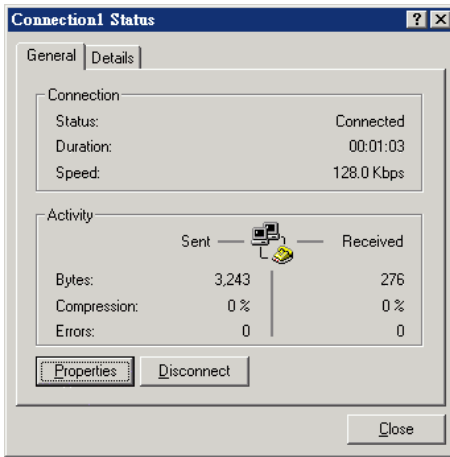 Connection1 Status
General Details
Connection
Status: Connected
Duration: 00:01:03
Speed: 128.0 Kbps
Activity
Sent Received
Bytes: 3,243 276
Compression: 0 % 0 %
Errors: 0 0
Properties Disconnect
Close